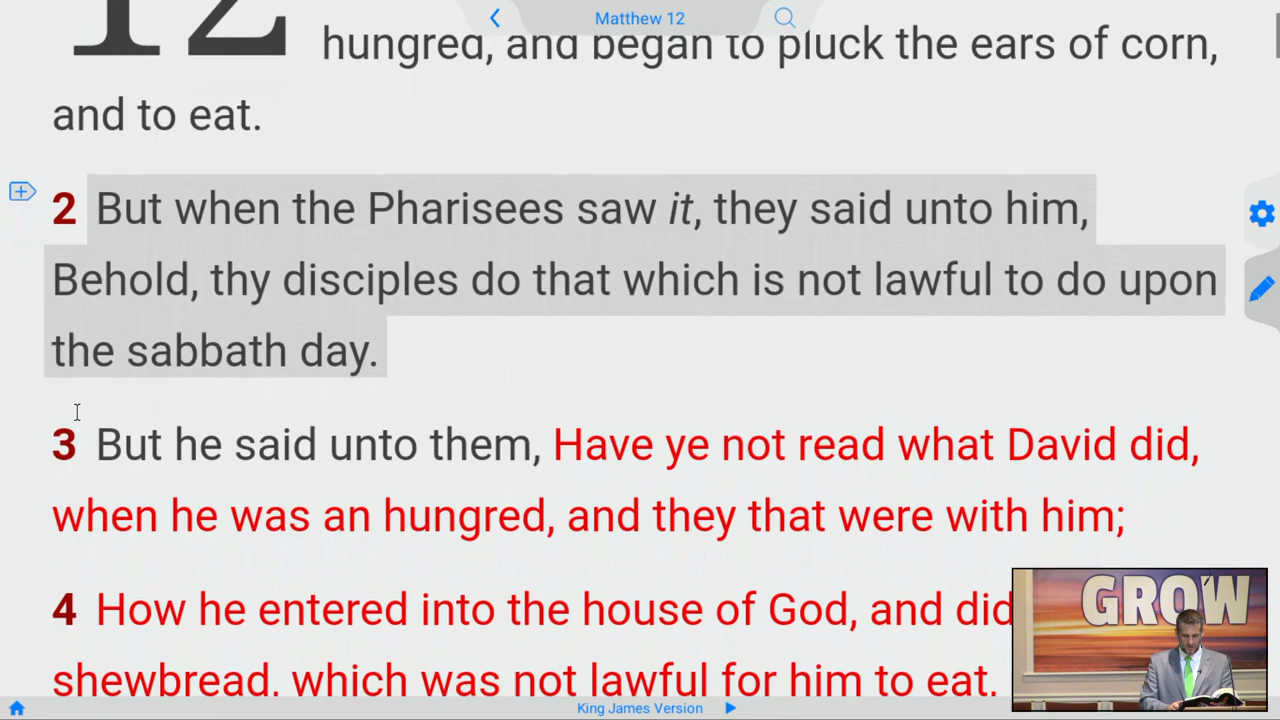 Matthew 12
12 hungred, and began to pluck the ears of corn,
and to eat.
2 But when the Pharisees saw it, they said unto him,
Behold, thy disciples do that which is not lawful to do upon
the sabbath day.
3 But he said unto them, Have ye not read what David did,
when he was an hungred, and they that were with him;
4 How he entered into the house of God, and did
shewbread, which was not lawful for him to eat.
GROW
King James Version